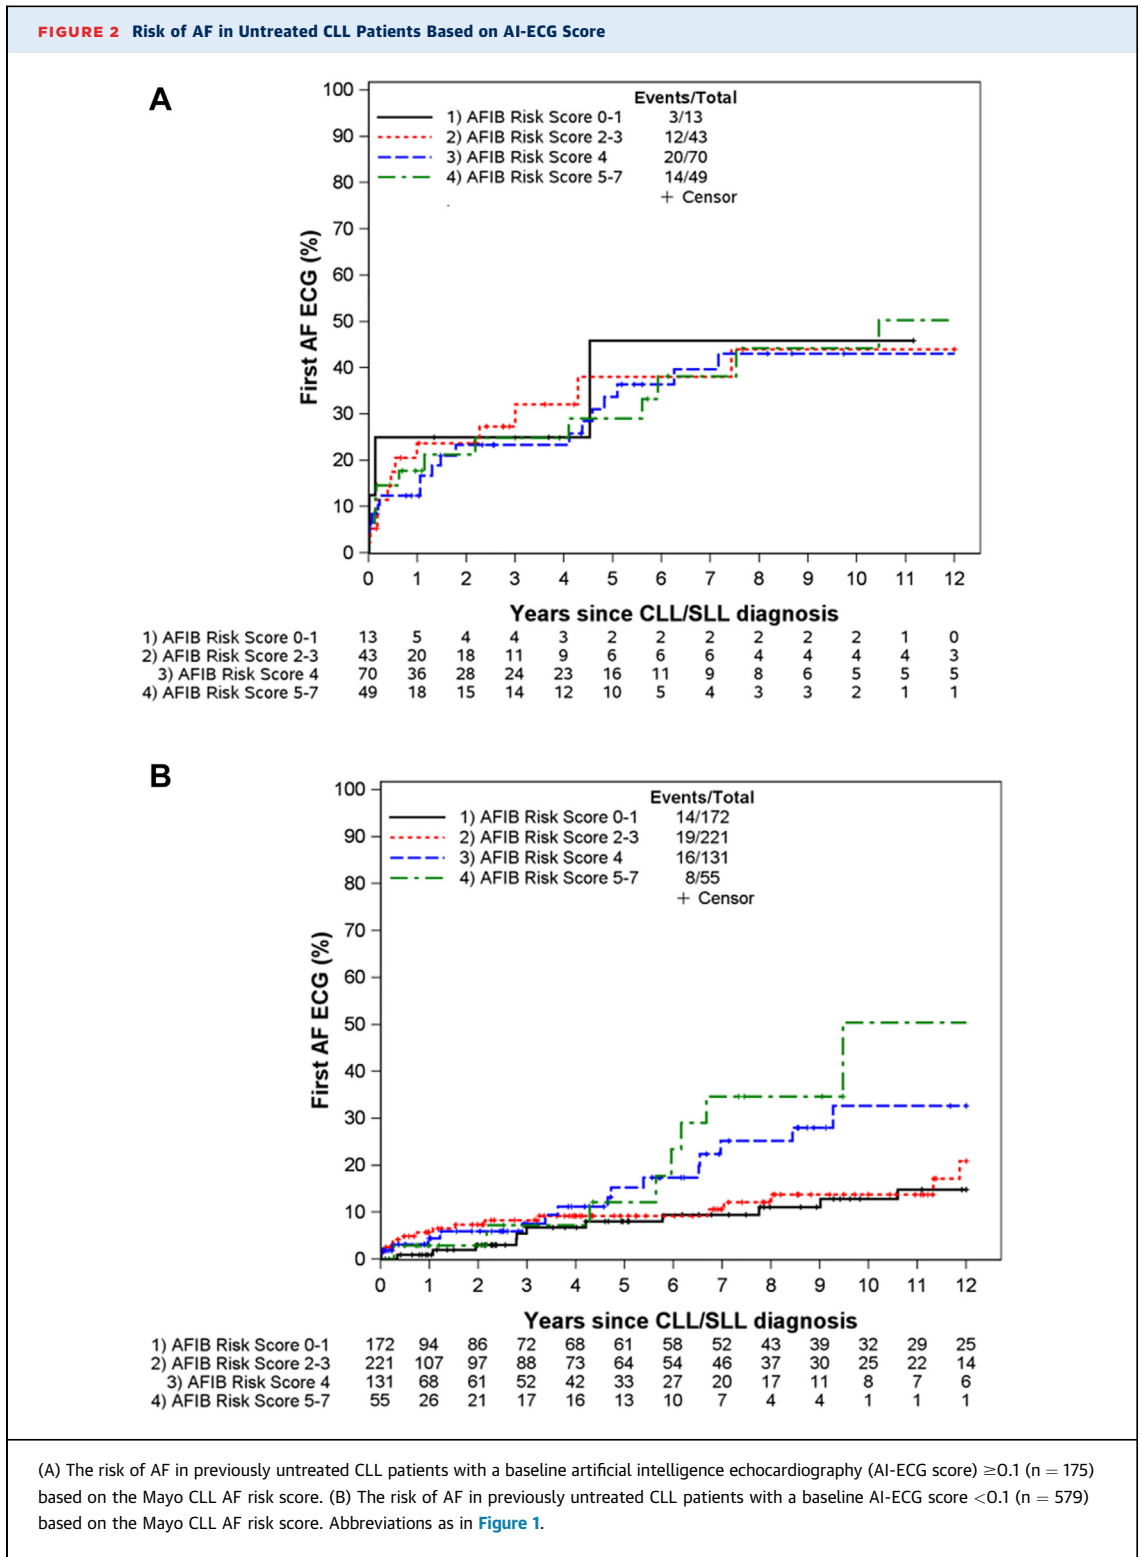 FIGURE 2 Risk of AF in Untreated CLL Patients Based on AI-ECG Score
A
Events/Total
1) AFIB Risk Score 0-1 3/13
2) AFIB Risk Score 2-3 12/43
3) AFIB Risk Score 4 20/70
4) AFIB Risk Score 5-7 14/49
+ Censor
First AF ECG (%)
100
90
80
70
60
50
40
30
20
10
0
0 1 2 3 4 5 6 7 8 9 10 11 12
Years since CLL/SLL diagnosis
1) AFIB Risk Score 0-1 13 5 4 4 3 2 2 2 2 2 2 1 0
2) AFIB Risk Score 2-3 43 20 18 11 9 6 6 6 4 4 4 4 3
3) AFIB Risk Score 4 70 36 28 24 23 16 11 9 8 6 5 5 5
4) AFIB Risk Score 5-7 49 18 15 14 12 10 5 4 3 3 2 1 1
B
Events/Total
1) AFIB Risk Score 0-1 14/172
2) AFIB Risk Score 2-3 19/221
3) AFIB Risk Score 4 16/131
4) AFIB Risk Score 5-7 8/55
+ Censor
First AF ECG (%)
100
90
80
70
60
50
40
30
20
10
0
0 1 2 3 4 5 6 7 8 9 10 11 12
Years since CLL/SLL diagnosis
1) AFIB Risk Score 0-1 172 94 86 72 68 61 58 52 43 39 32 29 25
2) AFIB Risk Score 2-3 221 107 97 88 73 64 54 46 37 30 25 22 14
3) AFIB Risk Score 4 131 68 61 52 42 33 27 20 17 11 8 7 6
4) AFIB Risk Score 5-7 55 26 21 17 16 13 10 7 4 4 1 1 1
(A) The risk of AF in previously untreated CLL patients with a baseline artificial intelligence echocardiography (AI-ECG score) ≥0.1 (n = 175)
based on the Mayo CLL AF risk score. (B) The risk of AF in previously untreated CLL patients with a baseline AI-ECG score <0.1 (n = 579)
based on the Mayo CLL AF risk score. Abbreviations as in Figure 1.